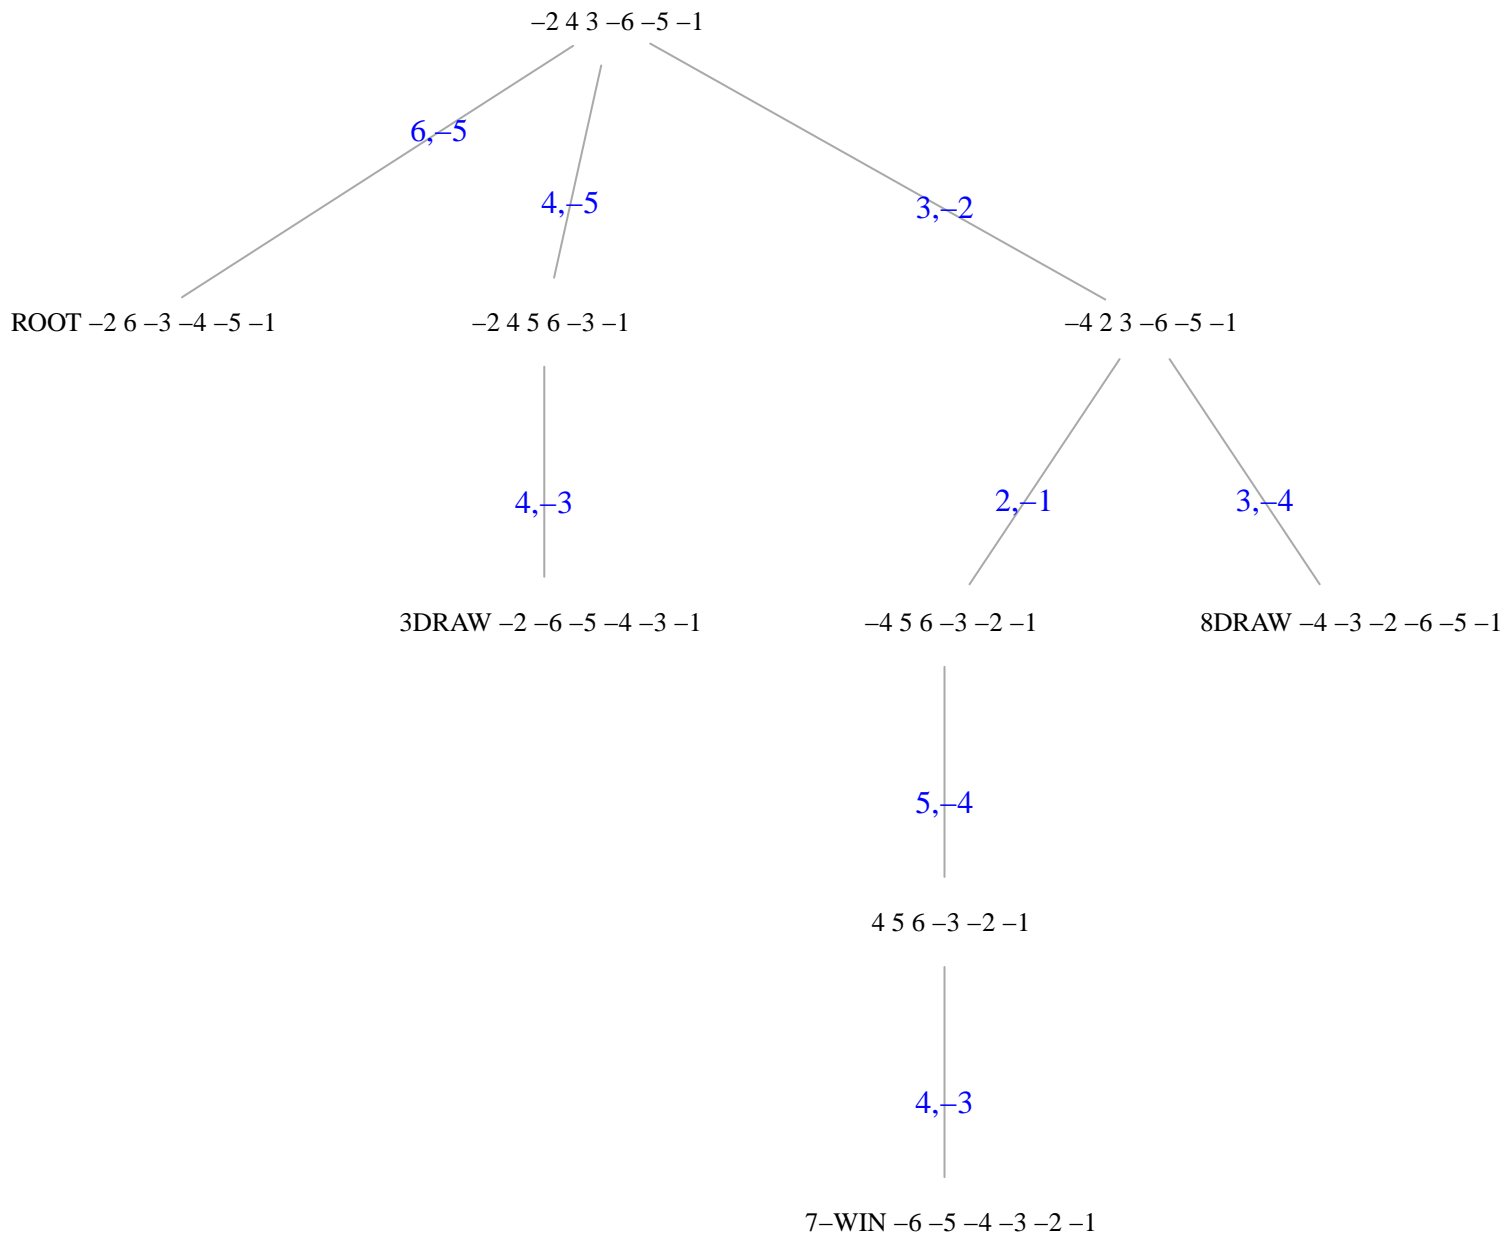 –2 4 3 –6 –5 –1
6,–5
4,–5
3,–2
ROOT –2 6 –3 –4 –5 –1
–2 4 5 6 –3 –1
–4 2 3 –6 –5 –1
4,–3
2,–1
3,–4
3DRAW –2 –6 –5 –4 –3 –1
–4 5 6 –3 –2 –1
8DRAW –4 –3 –2 –6 –5 –1
5,–4
4 5 6 –3 –2 –1
4,–3
7–WIN –6 –5 –4 –3 –2 –1